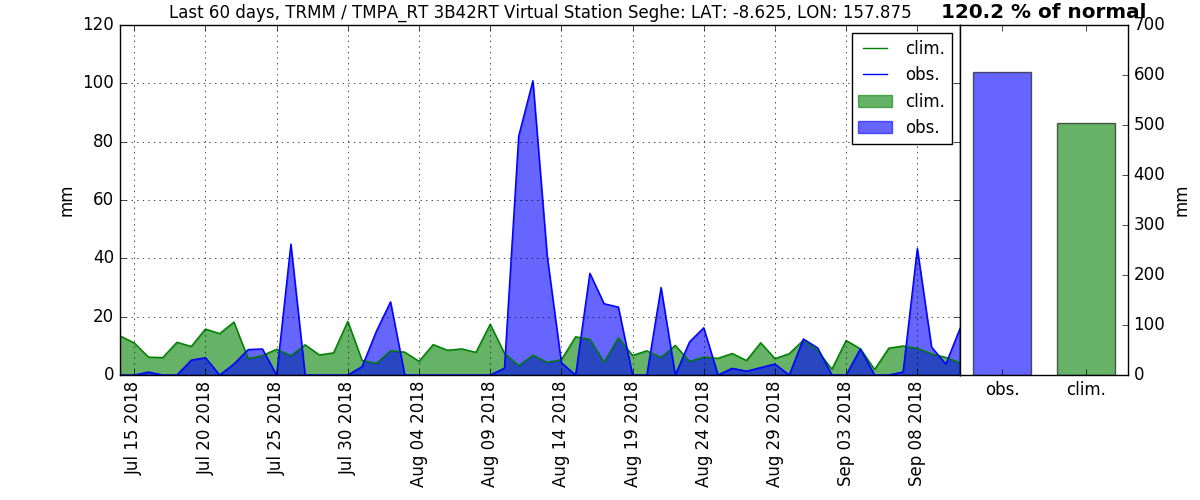 Last 60 days, TRMM / TMPA_RT 3B42RT Virtual Station Seghe: LAT: -8.625, LON: 157.875
120.2 % of normal
120
100
80
60
40
20
0
mm
clim.
obs.
clim.
obs.
Jul 15 2018
Jul 20 2018
Jul 25 2018
Jul 30 2018
Aug 04 2018
Aug 09 2018
Aug 14 2018
Aug 19 2018
Aug 24 2018
Aug 29 2018
Sep 03 2018
Sep 08 2018
700
600
500
400
300
200
100
0
mm
obs.
clim.